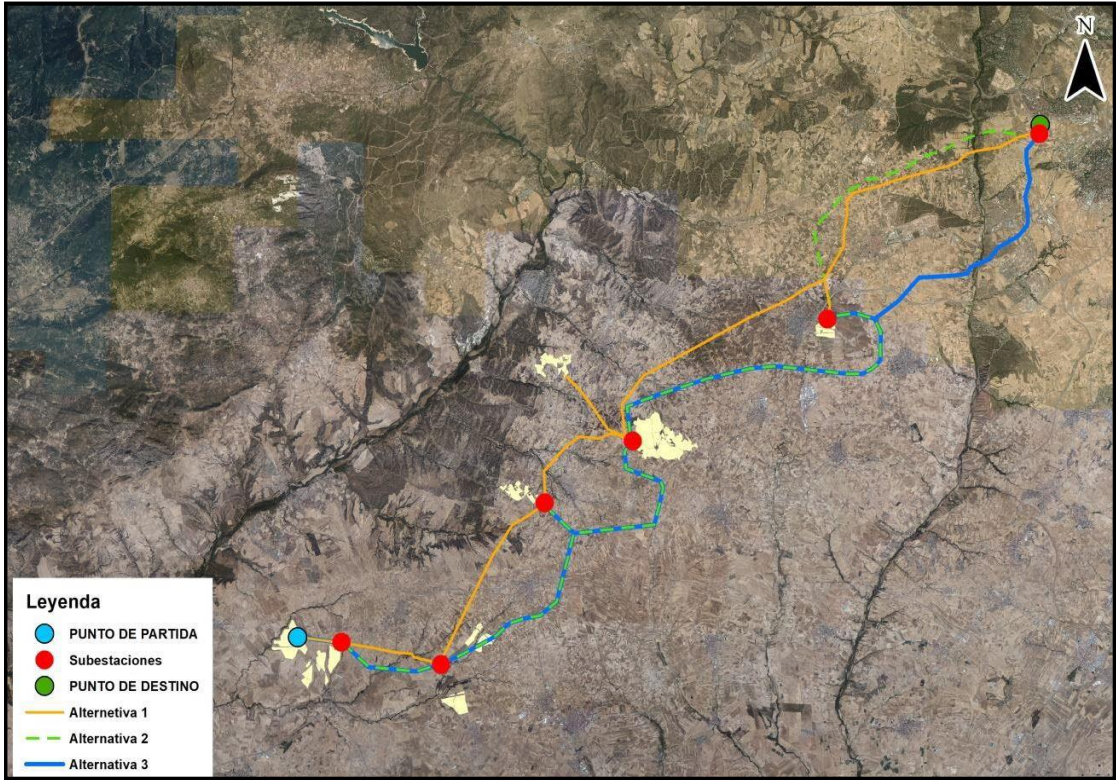 N
Leyenda
PUNTO DE PARTIDA
Subestaciones
PUNTO DE DESTINO
Alternetiva 1
Alternativa 2
Alternativa 3